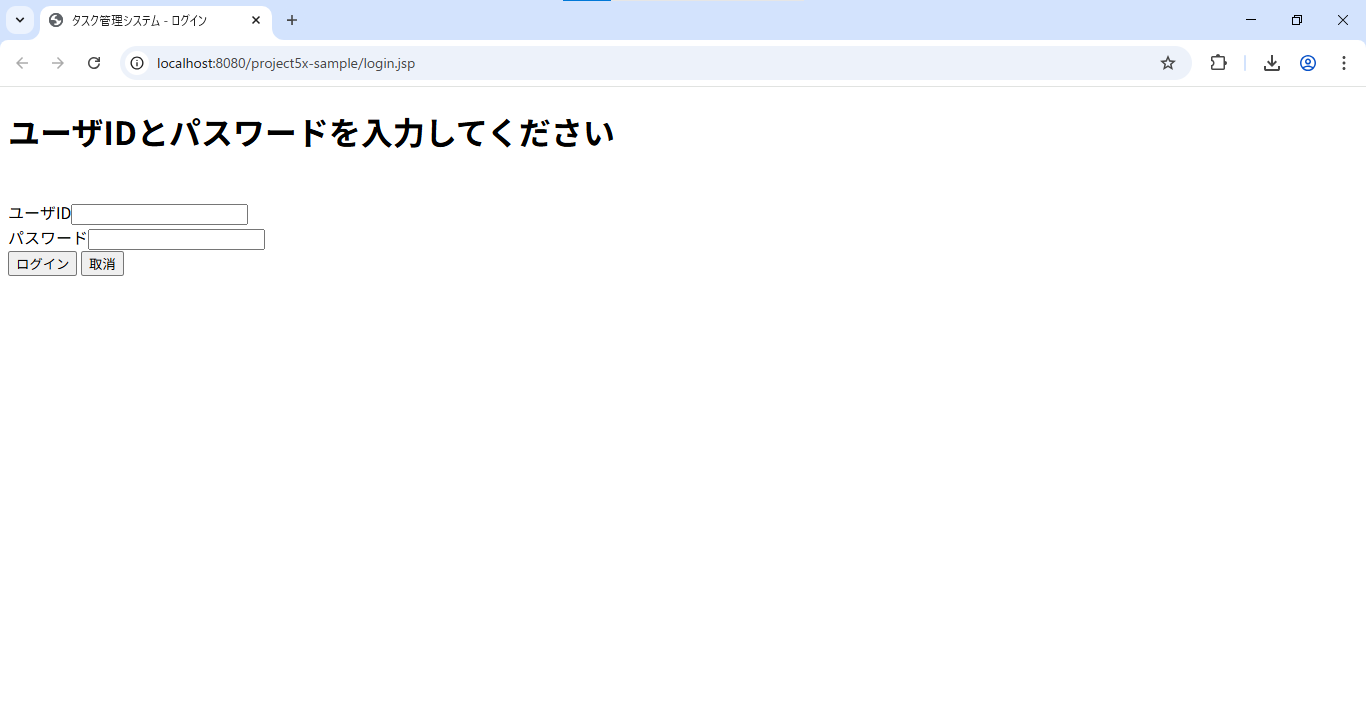 タスク管理システム - ログイン
localhost:8080/project5x-sample/login.jsp
ユーザIDとパスワードを入力してください
ユーザID
パスワード
ログイン 取消